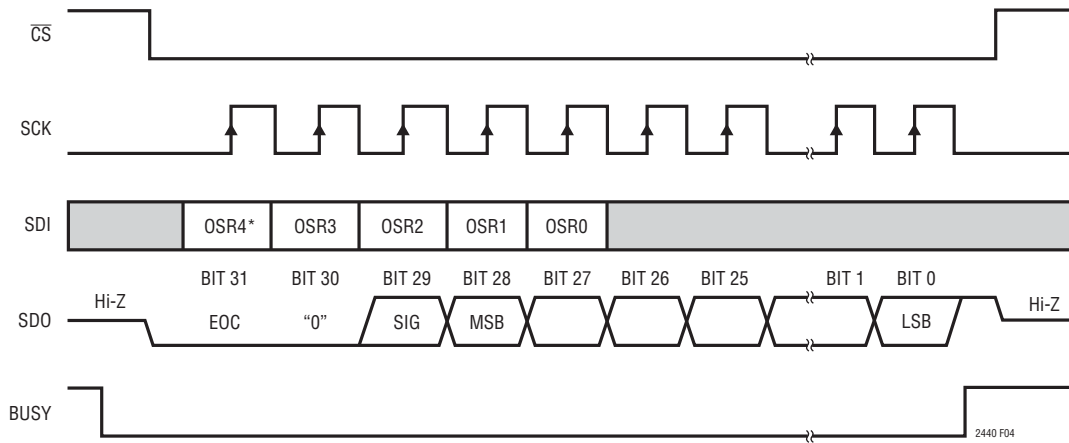 CS
SCK
SDI OSR4* OSR3 OSR2 OSR1 OSR0
BIT 31 BIT 30 BIT 29 BIT 28 BIT 27 BIT 26 BIT 25 BIT 1 BIT 0
Hi-Z Hi-Z
SDO EOC “0” SIG MSB LSB
BUSY
2440 F04